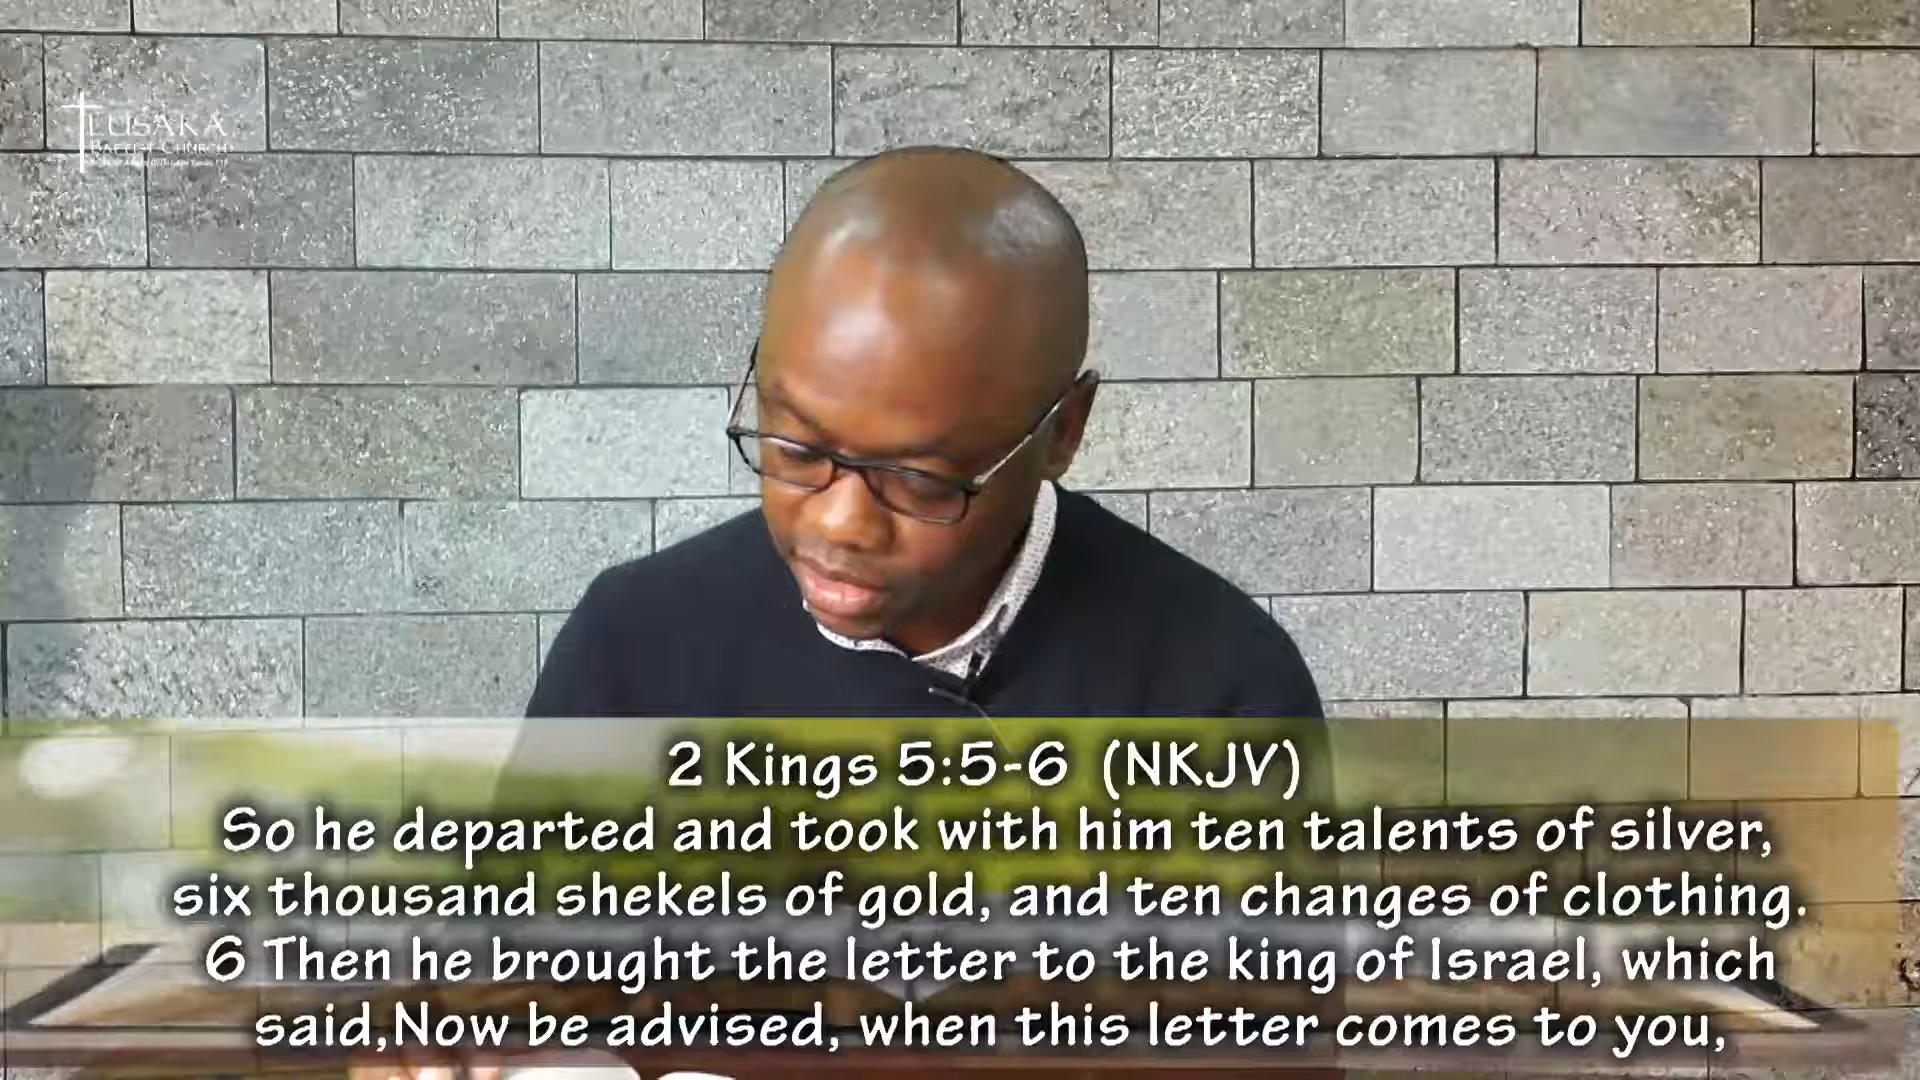 LUSAKA
BAPTIST CHURCH
2 Kings 5:5-6 (NKJV)
So he departed and took with him ten talents of silver,
six thousand shekels of gold, and ten changes of clothing.
6 Then he brought the letter to the king of Israel, which
said,Now be advised, when this letter comes to you,